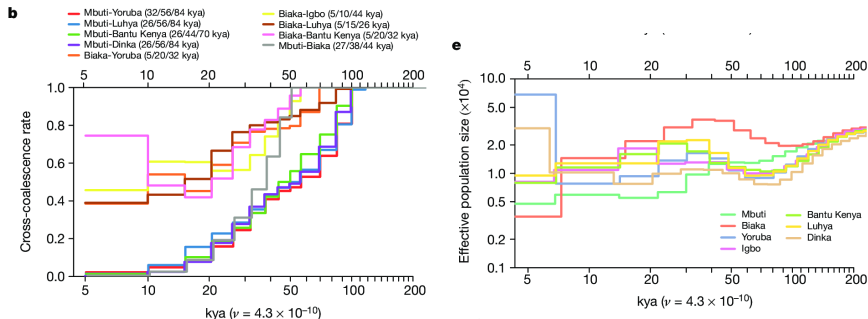 b
Mbuti-Yoruba (32/56/84 kya)
Mbuti-Luhya (26/56/84 kya)
Mbuti-Bantu Kenya (26/44/70 kya)
Mbuti-Dinka (26/56/84 kya)
Biaka-Yoruba (5/20/32 kya)
Biaka-Igbo (5/10/44 kya)
Biaka-Luhya (5/15/26 kya)
Biaka-Bantu Kenya (5/20/32 kya)
Mbuti-Biaka (27/38/44 kya)
5 10 20 50 100 200
1.0
0.8
0.6
0.4
0.2
0.0
Cross-coalescence rate
5 10 20 50 100 200
kya (ν = 4.3 × 10⁻¹⁰)
e
5 10 20 50 100 200
10.0
5.0
2.0
1.0
0.5
0.2
0.1
Effective population size (×10⁴)
Mbuti
Biaka
Yoruba
Igbo
Bantu Kenya
Luhya
Dinka
5 10 20 50 100 200
kya (ν = 4.3 × 10⁻¹⁰)